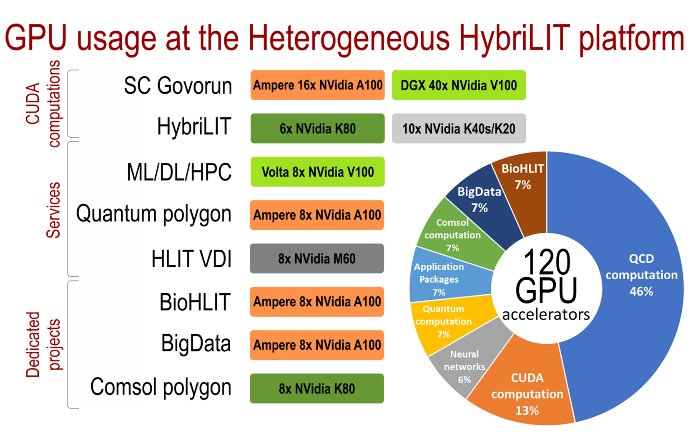 GPU usage at the Heterogeneous HybriLIT platform
CUDA
computations
SC Govorun
Ampere 16x NVidia A100
DGX 40x NVidia V100
HybriLIT
6x NVidia K80
10x NVidia K40s/K20
Services
ML/DL/HPC
Volta 8x NVidia V100
Quantum polygon
Ampere 8x NVidia A100
HLIT VDI
8x NVidia M60
Dedicated
projects
BioHLIT
Ampere 8x NVidia A100
BigData
Ampere 8x NVidia A100
Comsol polygon
8x NVidia K80
BioHLIT
7%
BigData
7%
Comsol
computation
7%
Application
Packages
7%
Quantum
computation
7%
Neural
networks
6%
CUDA
computation
13%
QCD
computation
46%
120
GPU
accelerators